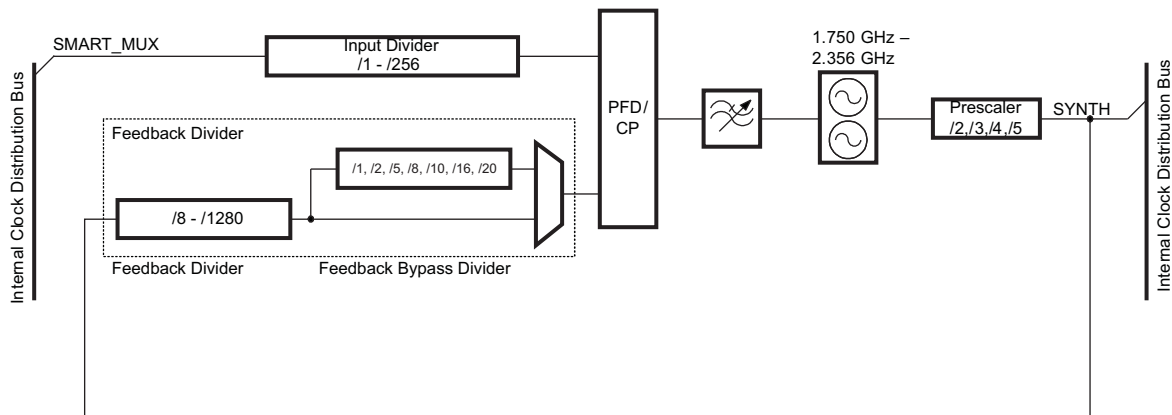 Internal Clock Distribution Bus
SMART_MUX
Input Divider
/1 - /256
Feedback Divider
/1, /2, /5, /8, /10, /16, /20
/8 - /1280
Feedback Divider
Feedback Bypass Divider
PFD/
CP
1.750 GHz –
2.356 GHz
Prescaler
/2,/3,/4,/5
SYNTH
Internal Clock Distribution Bus